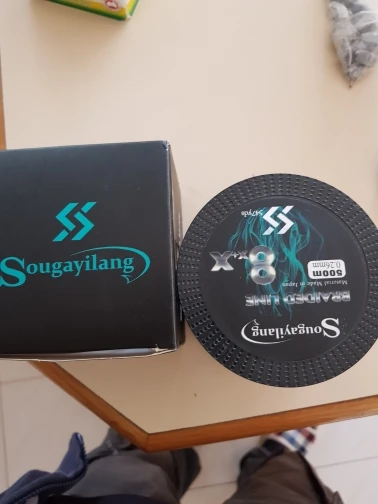 Sougayilang
547yds
X8
500m
0.26mm
BRAIDED LINE
Material Made in Japan
Sougayilang